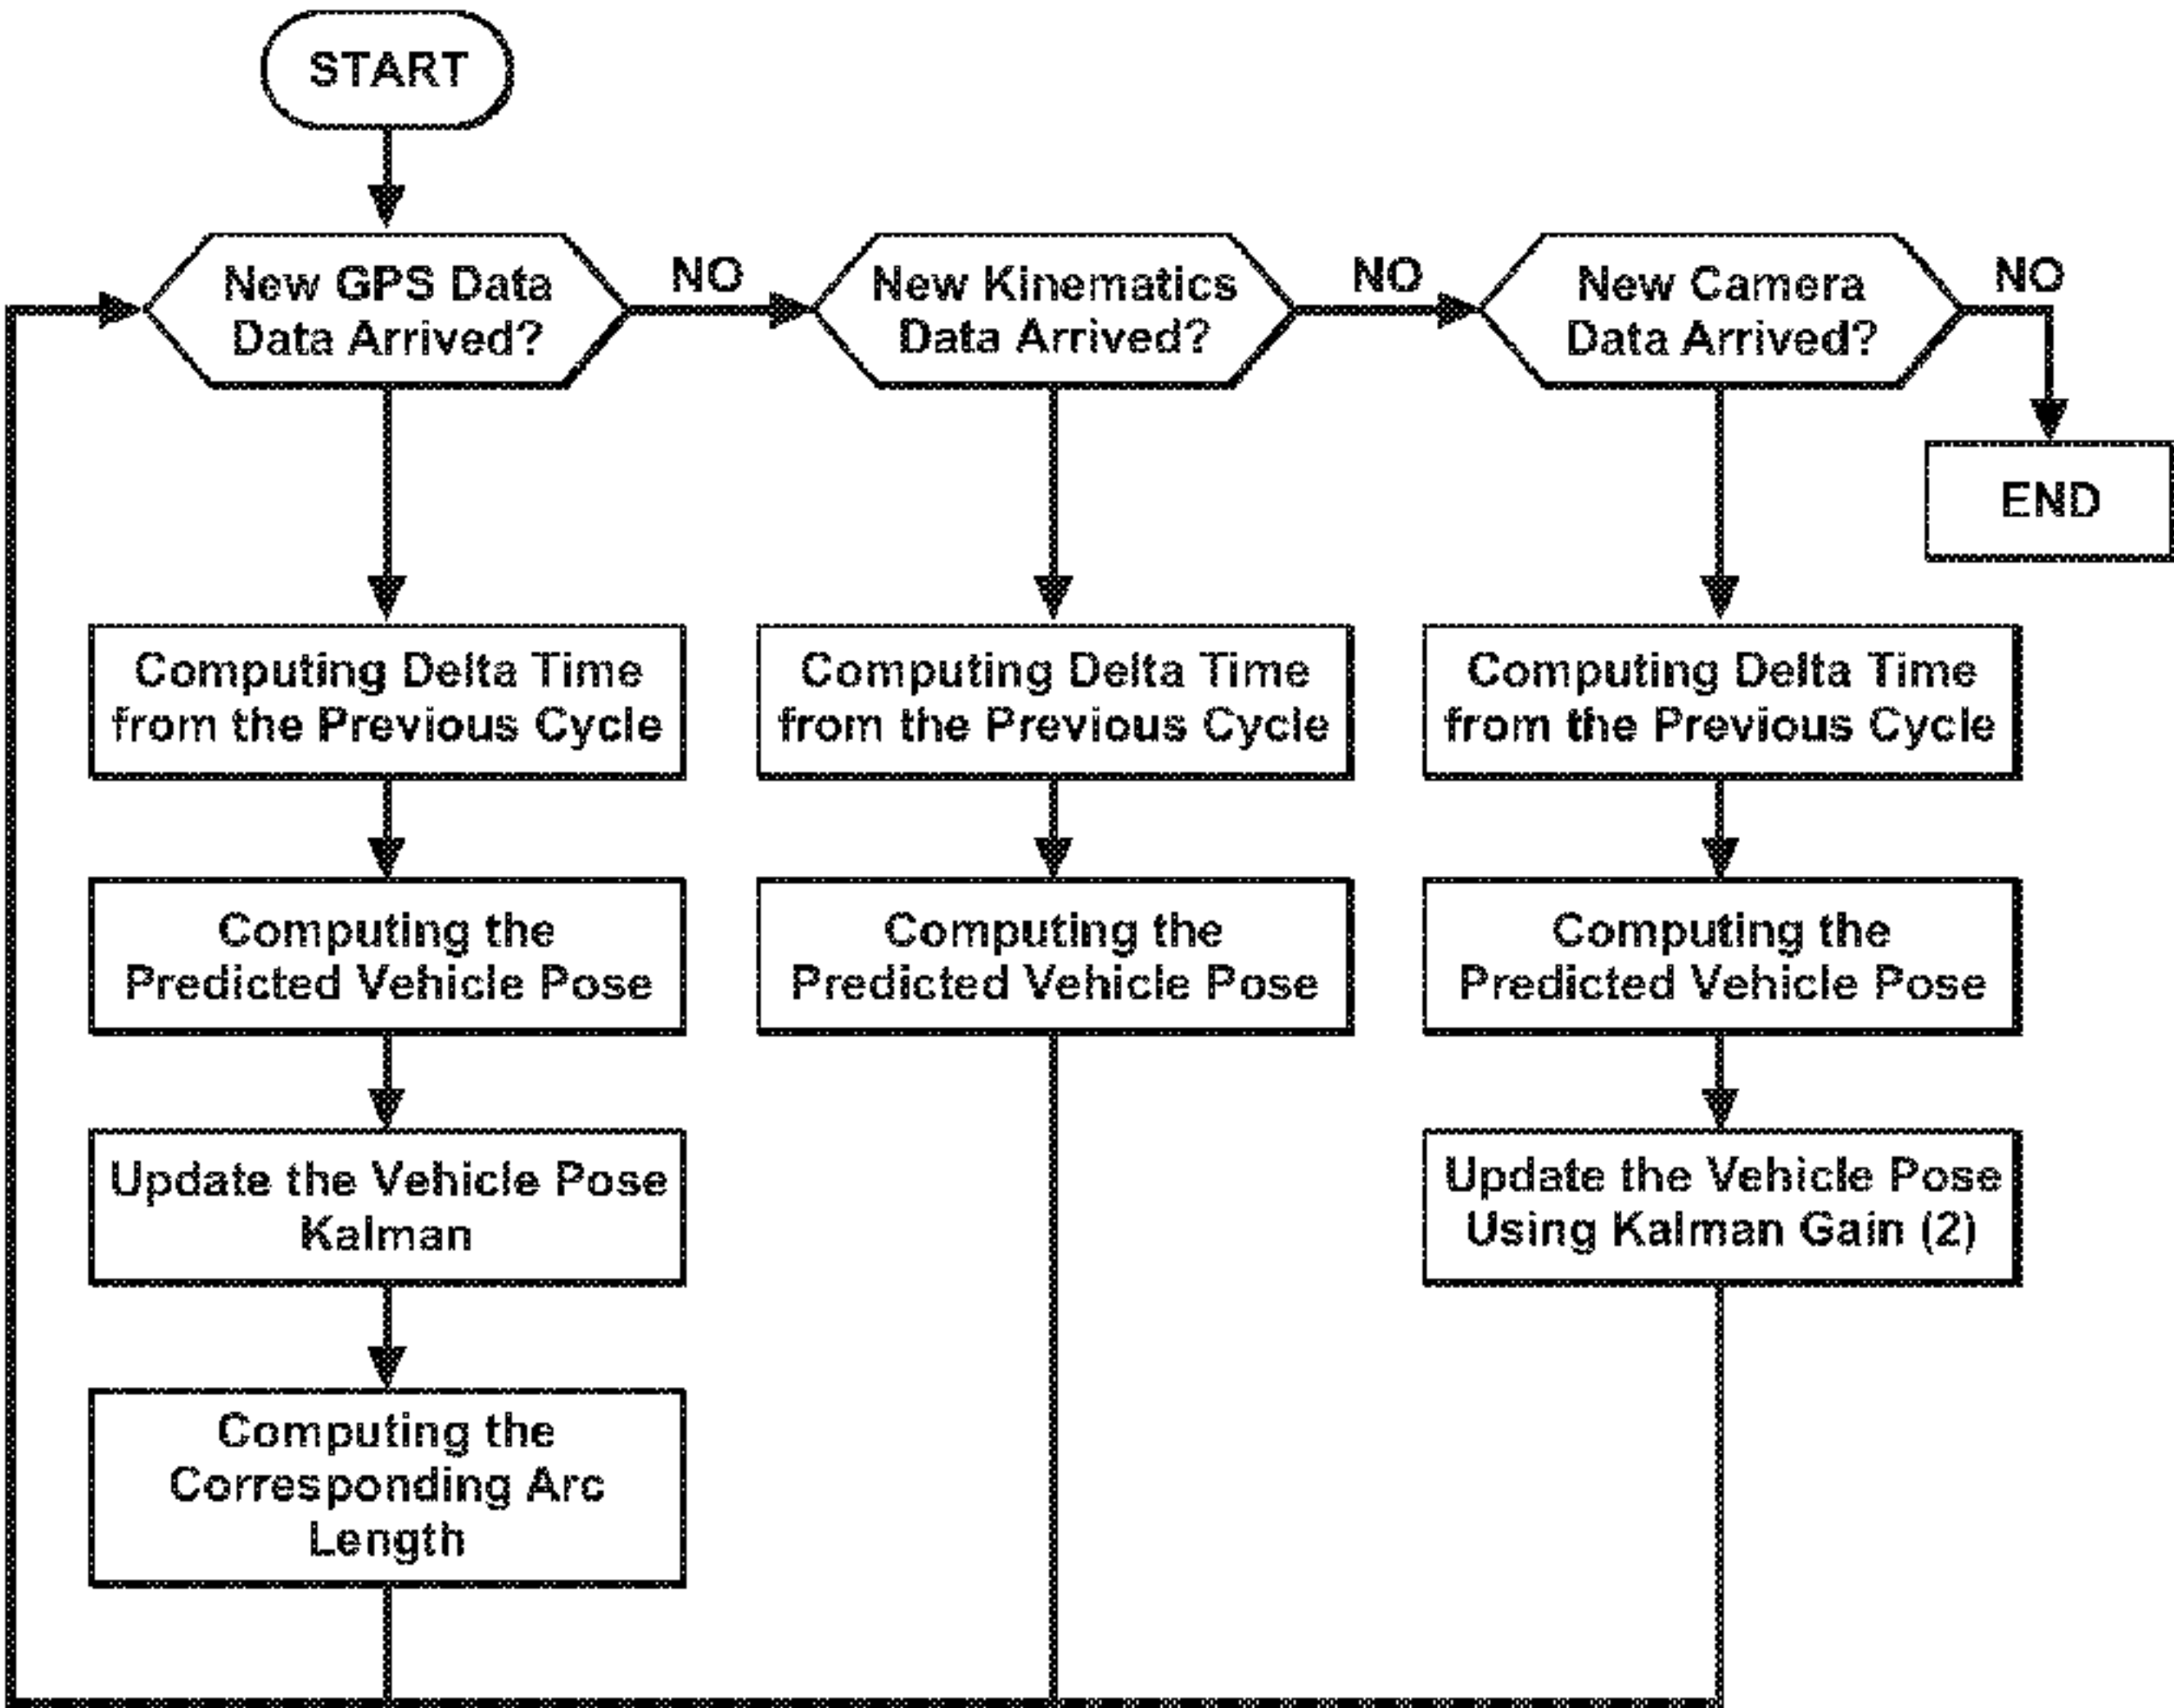 START
New GPS Data
Data Arrived?
NO
New Kinematics
Data Arrived?
NO
New Camera
Data Arrived?
NO
END
Computing Delta Time
from the Previous Cycle
Computing Delta Time
from the Previous Cycle
Computing Delta Time
from the Previous Cycle
Computing the
Predicted Vehicle Pose
Computing the
Predicted Vehicle Pose
Computing the
Predicted Vehicle Pose
Update the Vehicle Pose
Kalman
Update the Vehicle Pose
Using Kalman Gain (2)
Computing the
Corresponding Arc
Length